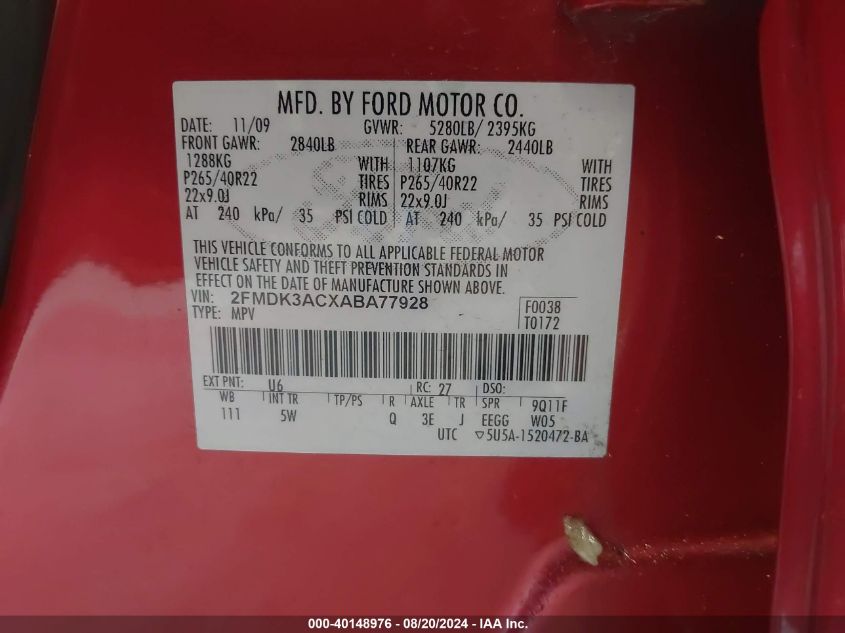 MFD. BY FORD MOTOR CO.
DATE: 11/09 GVWR: 5280LB/ 2395KG
FRONT GAWR: 2840LB REAR GAWR: 2440LB
1288KG WITH 1107KG WITH
P265/40R22 TIRES P265/40R22 TIRES
22x9.0J RIMS 22x9.0J RIMS
AT 240 kPa/ 35 PSI COLD AT 240 kPa/ 35 PSI COLD
THIS VEHICLE CONFORMS TO ALL APPLICABLE FEDERAL MOTOR
VEHICLE SAFETY AND THEFT PREVENTION STANDARDS IN
EFFECT ON THE DATE OF MANUFACTURE SHOWN ABOVE.
VIN: 2FMDK3ACXABA77928 F0038
TYPE: MPV T0172
EXT PNT: U6 RC: 27 DSO:
WB INT TR TP/PS R AXLE TR SPR 9Q11F
111 5W Q 3E J EEGG W05
UTC ▽5U5A-1520472-BA
000-40148976 - 08/20/2024 - IAA Inc.